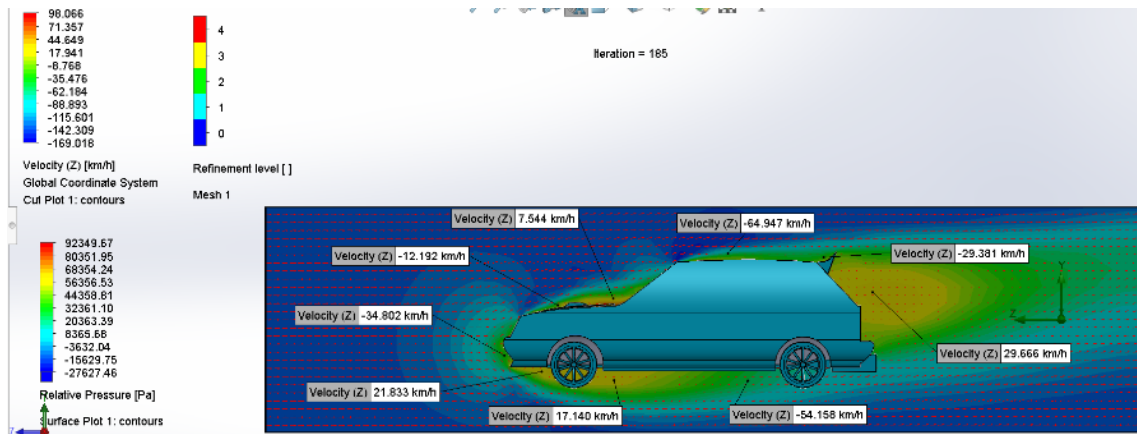 98.066
71.357
44.649
17.941
-8.768
-35.476
-62.184
-88.893
-115.601
-142.309
-169.018
Velocity (Z) [km/h]
Global Coordinate System
Cut Plot 1: contours
4
3
2
1
0
Refinement level [ ]
Mesh 1
Iteration = 185
92349.67
80351.95
68354.24
56356.53
44358.81
32361.10
20363.39
8365.68
-3632.04
-15629.75
-27627.46
Relative Pressure [Pa]
Surface Plot 1: contours
Velocity (Z) 7.544 km/h
Velocity (Z) -64.947 km/h
Velocity (Z) -12.192 km/h
Velocity (Z) -29.381 km/h
Velocity (Z) -34.802 km/h
Velocity (Z) 29.666 km/h
Velocity (Z) 21.833 km/h
Velocity (Z) 17.140 km/h
Velocity (Z) -54.158 km/h
Y
Z
Y
Z